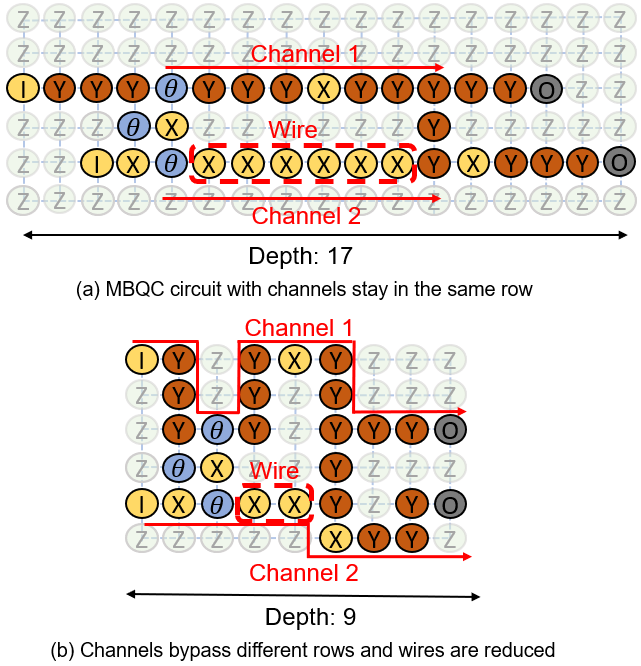 Z Z Z Z Z Z Z Z Z Z Z Z Z Z Z Z Z
Z Z Z Z Z Z Z Z Z Z Z Z Z Z Z Z Z
Channel 1
I Y Y Y θ Y Y Y X Y Y Y Y Y O Z Z
Z Z Z θ X Z Z Z Z Z Z Y Z Z Z Z Z
Wire
Z Z I X θ X X X X X X Y X Y Y Y O
Z Z Z Z Z Z Z Z Z Z Z Z Z Z Z Z Z
Channel 2
Depth: 17
(a) MBQC circuit with channels stay in the same row
Channel 1
I Y Z Y X Y Z Z Z
Z Y Z Y Z Y Z Z Z
Z Y θ Y Z Y Y Y O
Z θ X Z Z Y Z Z Z
Wire
I X θ X X Y Z Y O
Z Z Z Z Z X Y Y Z
Channel 2
Depth: 9
(b) Channels bypass different rows and wires are reduced